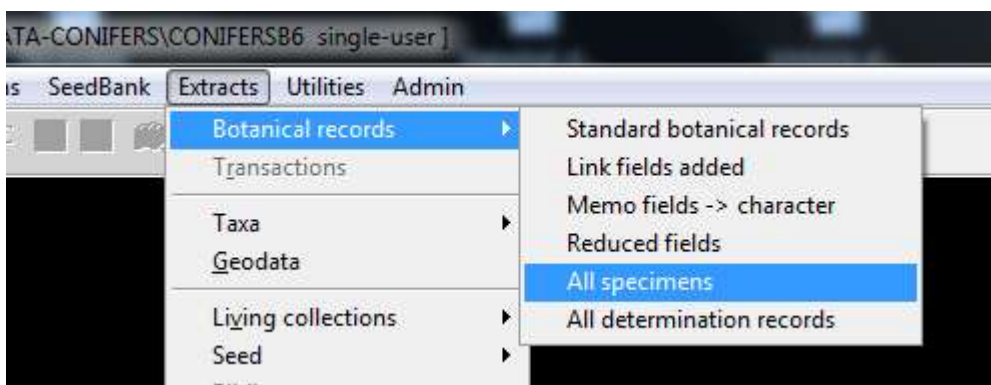 TA-CONIFERS\CONIFERSB6 single-user ]
SeedBank Extracts Utilities Admin
Botanical records
Transactions
Taxa
Geodata
Living collections
Seed
Standard botanical records
Link fields added
Memo fields -> character
Reduced fields
All specimens
All determination records